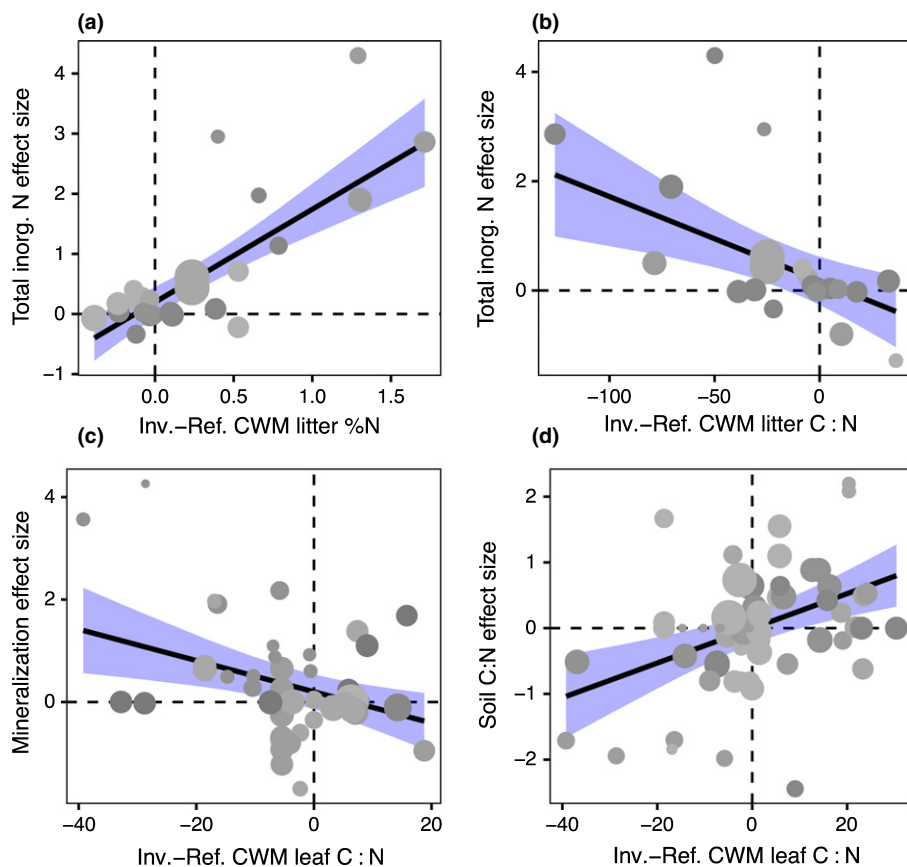 (a)
Total inorg. N effect size
4
3
2
1
0
−1
0.0
0.5
1.0
1.5
Inv.−Ref. CWM litter %N
(b)
Total inorg. N effect size
4
2
0
−100
−50
0
Inv.−Ref. CWM litter C : N
(c)
Mineralization effect size
4
2
0
−40
−20
0
20
Inv.−Ref. CWM leaf C : N
(d)
Soil C:N effect size
2
1
0
−1
−2
−40
−20
0
20
Inv.−Ref. CWM leaf C : N